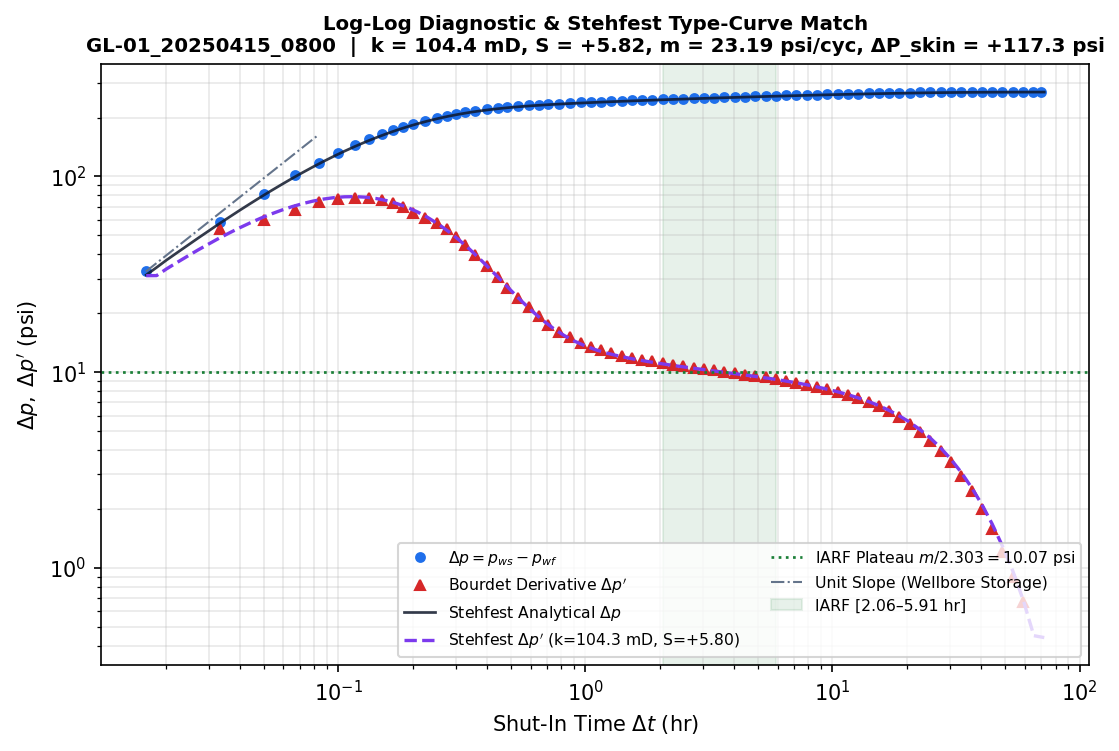 Log-Log Diagnostic & Stehfest Type-Curve Match
GL-01_20250415_0800 | k = 104.4 mD, S = +5.82, m = 23.19 psi/cyc, ΔP_skin = +117.3 psi
Δp, Δp′ (psi)
10²
10¹
10⁰
Δp = p_ws − p_wf
Bourdet Derivative Δp′
Stehfest Analytical Δp
Stehfest Δp′ (k=104.3 mD, S=+5.80)
IARF Plateau m/2.303 = 10.07 psi
Unit Slope (Wellbore Storage)
IARF [2.06–5.91 hr]
10⁻¹ 10⁰ 10¹ 10²
Shut-In Time Δt (hr)